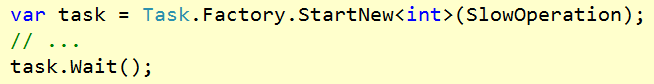 var task = Task.Factory.StartNew<int>(SlowOperation);
// ...
task.Wait();